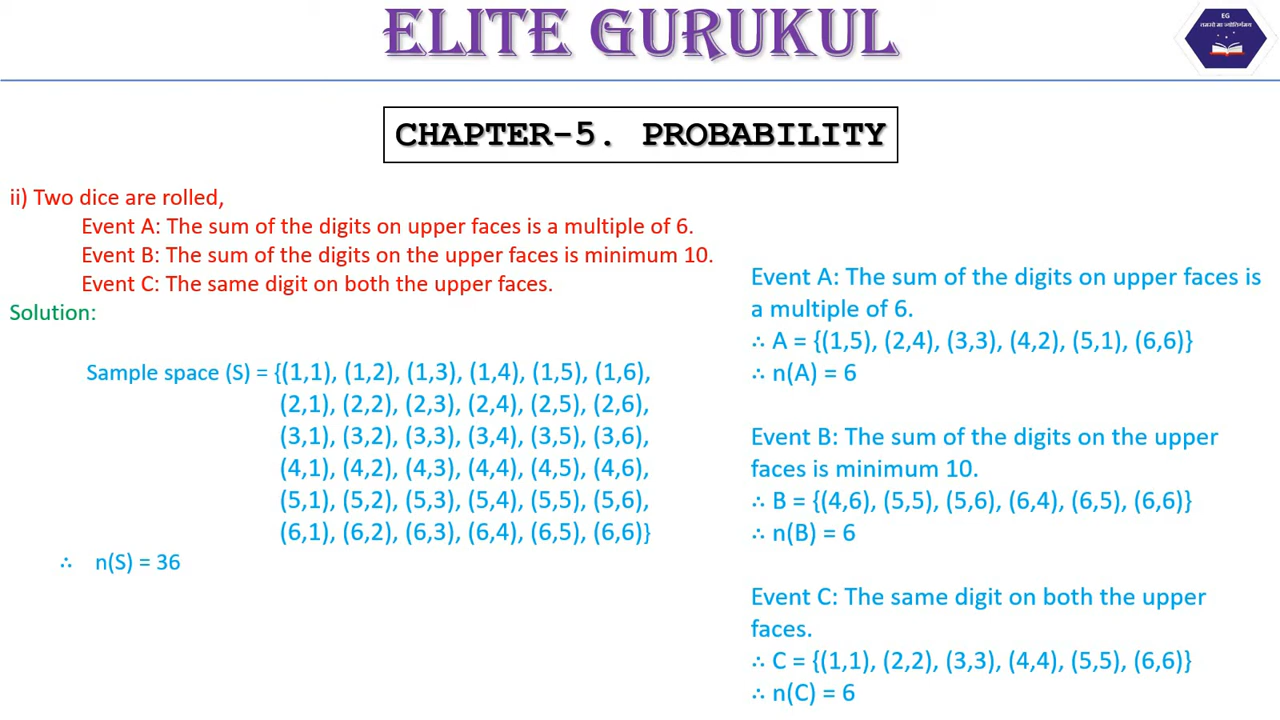 ELITE GURUKUL
EG
तमसो मा ज्योतिर्गमय
CHAPTER-5. PROBABILITY
ii) Two dice are rolled,
Event A: The sum of the digits on upper faces is a multiple of 6.
Event B: The sum of the digits on the upper faces is minimum 10.
Event C: The same digit on both the upper faces.
Solution:
Sample space (S) = {(1,1), (1,2), (1,3), (1,4), (1,5), (1,6),
(2,1), (2,2), (2,3), (2,4), (2,5), (2,6),
(3,1), (3,2), (3,3), (3,4), (3,5), (3,6),
(4,1), (4,2), (4,3), (4,4), (4,5), (4,6),
(5,1), (5,2), (5,3), (5,4), (5,5), (5,6),
(6,1), (6,2), (6,3), (6,4), (6,5), (6,6)}
∴ n(S) = 36
Event A: The sum of the digits on upper faces is
a multiple of 6.
∴ A = {(1,5), (2,4), (3,3), (4,2), (5,1), (6,6)}
∴ n(A) = 6
Event B: The sum of the digits on the upper
faces is minimum 10.
∴ B = {(4,6), (5,5), (5,6), (6,4), (6,5), (6,6)}
∴ n(B) = 6
Event C: The same digit on both the upper
faces.
∴ C = {(1,1), (2,2), (3,3), (4,4), (5,5), (6,6)}
∴ n(C) = 6